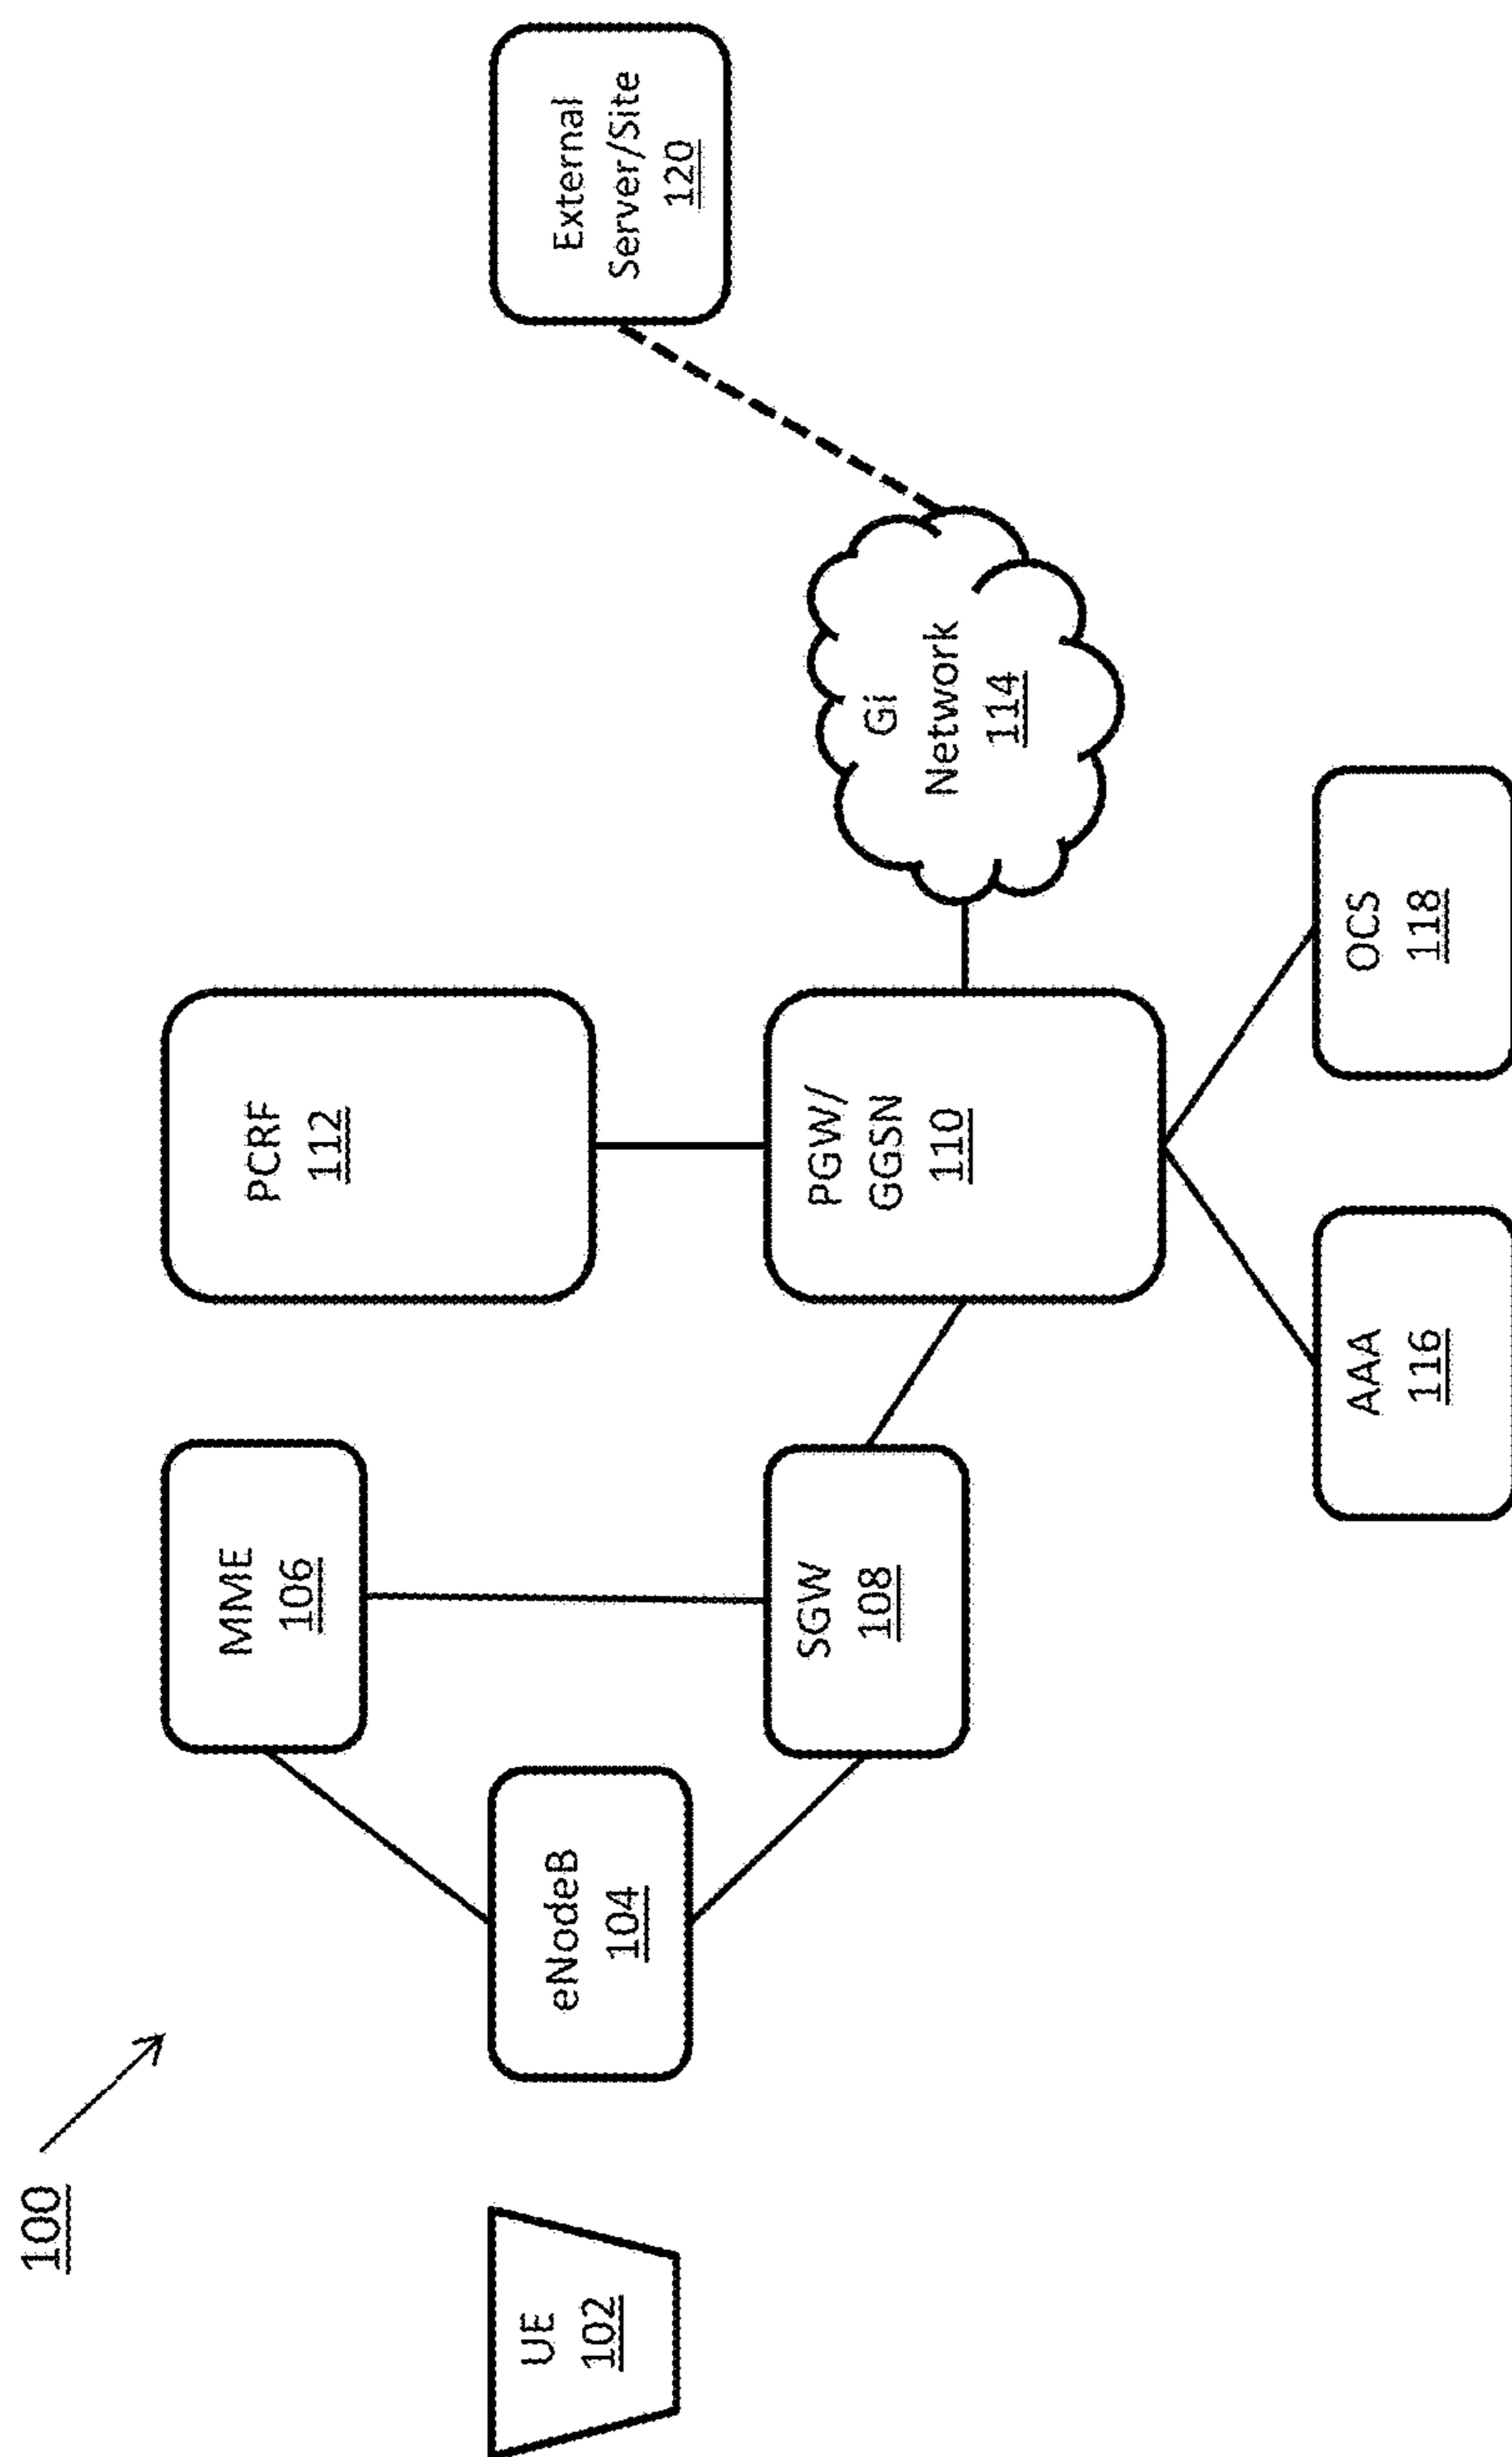 100
UE
102
eNodeB
104
MME
106
SGW
108
PCRF
112
PGW/
GGSN
110
AAA
116
OCS
118
Gi
Network
114
External
Server/Site
120